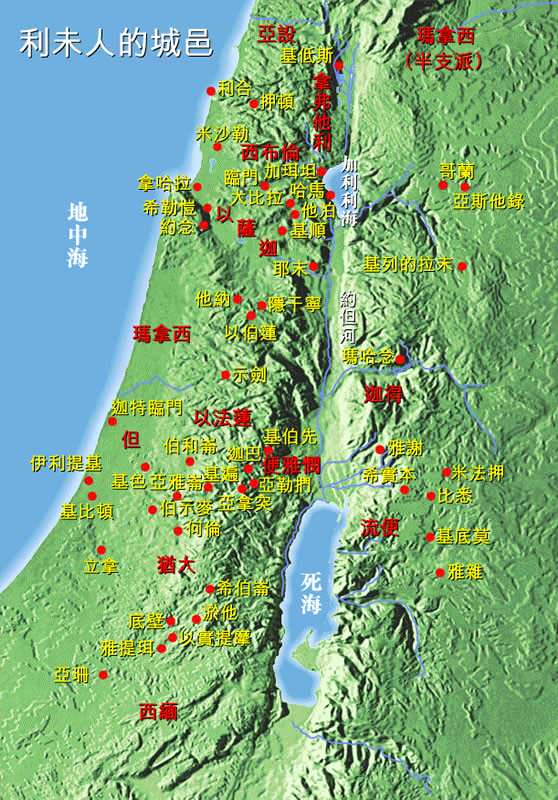 利未人的城邑
亞設
瑪拿西
(半支派)
基低斯
拿弗他利
利合
押頓
米沙勒
西布倫
加珥坦
加利利海
哥蘭
亞斯他錄
拿哈拉
臨門
大比拉
哈馬
他泊
希勒愷
約念
以薩迦
基順
地中海
耶末
基列的拉末
他納
隱干寧
以伯蓮
約但河
瑪拿西
瑪哈念
示劍
迦得
迦特臨門
以法蓮
但
伯和崙
基伯先
雅謝
伊利提基
基色
亞雅崙
基遍
迦巴
便雅憫
亞勒捫
希實本
米法押
比悉
基比頓
伯示麥
亞拿突
何倫
流便
基底莫
立拿
猶大
希伯崙
死海
雅雜
底壁
淤他
以實提摩
雅提珥
亞珊
西緬